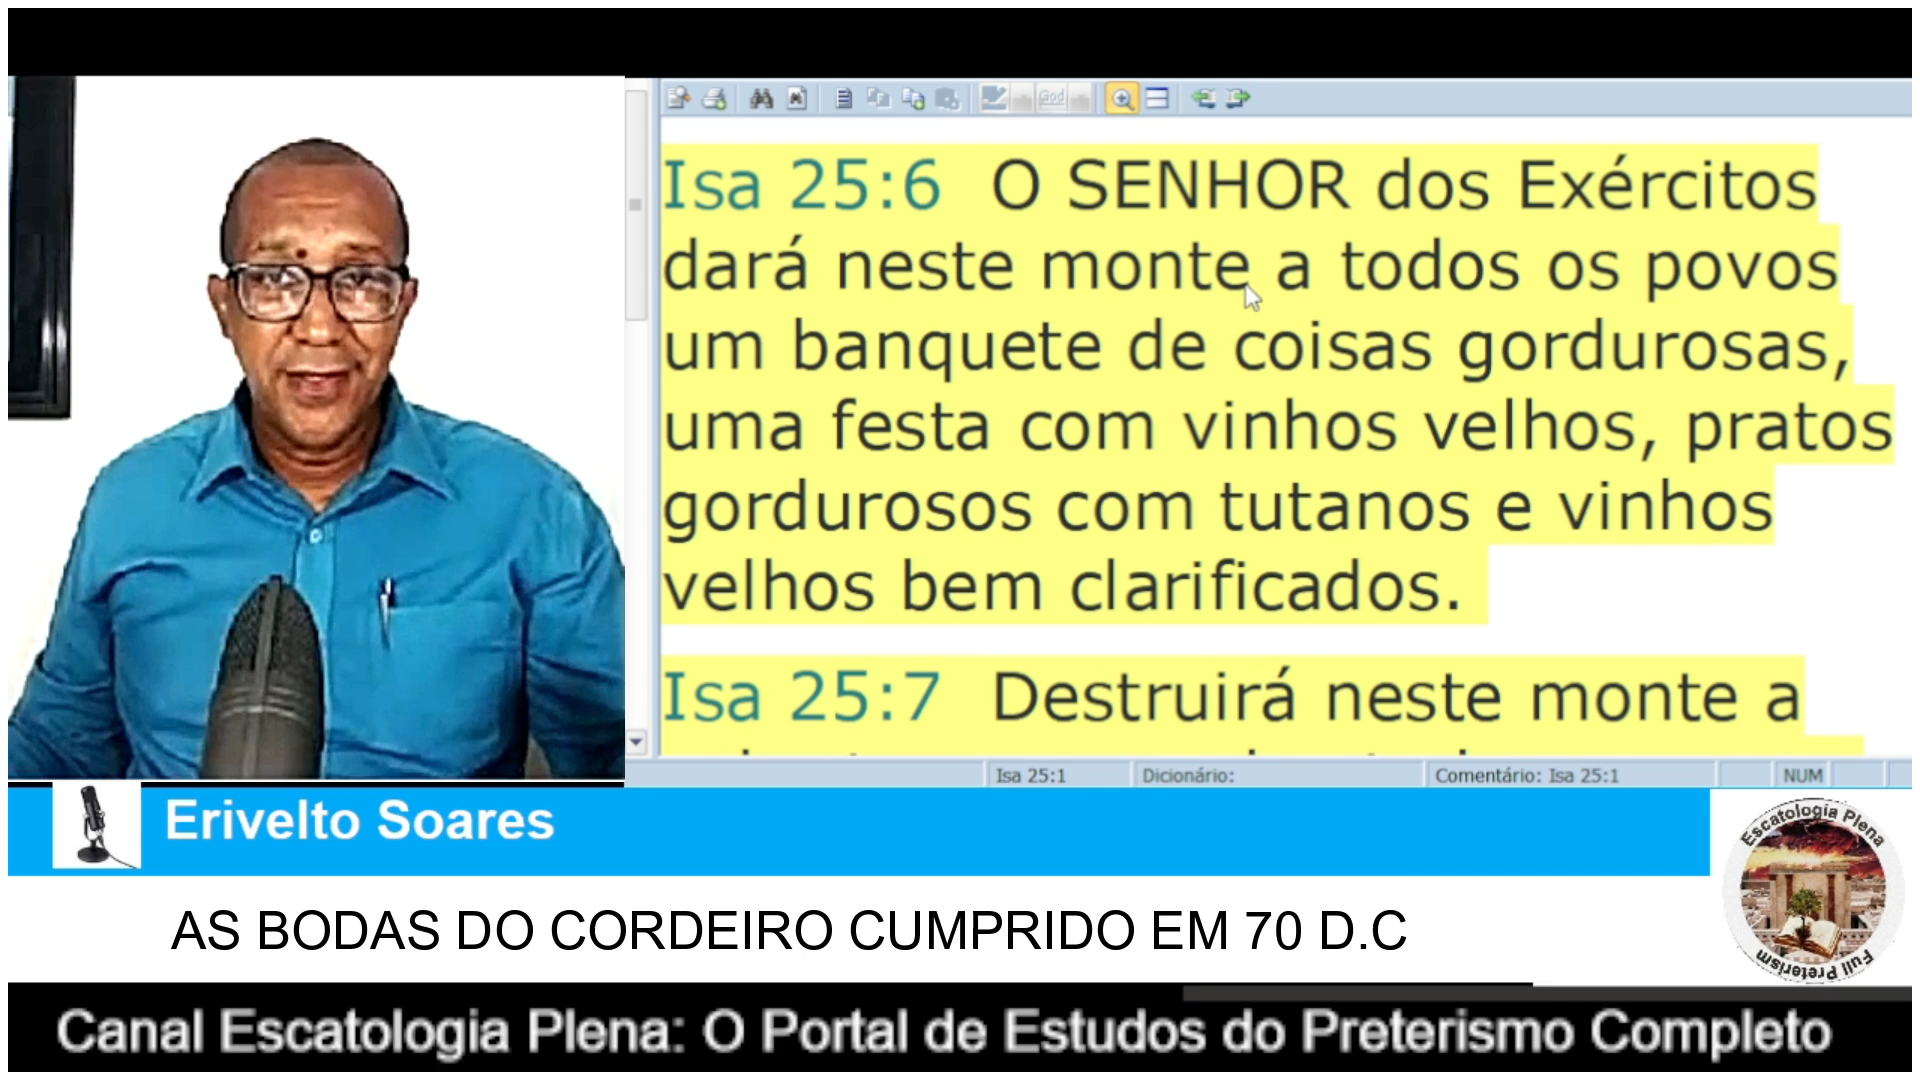 God
Isa 25:6 O SENHOR dos Exércitos
dará neste monte a todos os povos
um banquete de coisas gordurosas,
uma festa com vinhos velhos, pratos
gordurosos com tutanos e vinhos
velhos bem clarificados.
Isa 25:7 Destruirá neste monte a
Isa 25:1
Dicionário:
Comentário: Isa 25:1
NUM
Erivelto Soares
Escatologia Plena
Full Preterism
AS BODAS DO CORDEIRO CUMPRIDO EM 70 D.C
Canal Escatologia Plena: O Portal de Estudos do Preterismo Completo